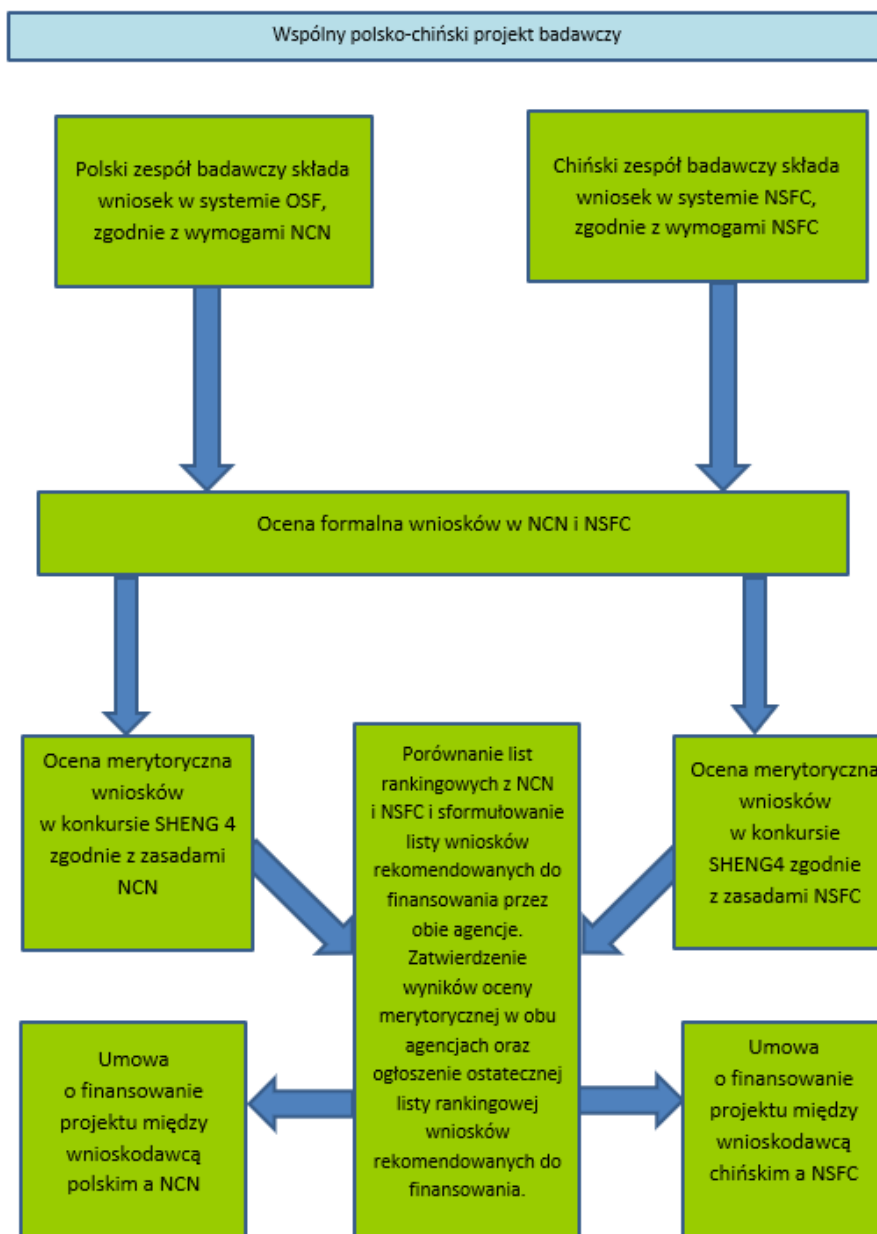 Wspólny polsko-chiński projekt badawczy
Polski zespół badawczy składa
wniosek w systemie OSF,
zgodnie z wymogami NCN
Chiński zespół badawczy składa
wniosek w systemie NSFC,
zgodnie z wymogami NSFC
Ocena formalna wniosków w NCN i NSFC
Ocena merytoryczna
wniosków
w konkursie SHENG 4
zgodnie z zasadami
NCN
Porównanie list
rankingowych z NCN
i NSFC i sformułowanie
listy wniosków
rekomendowanych do
finansowania przez
obie agencje.
Zatwierdzenie
wyników oceny
merytorycznej w obu
agencjach oraz
ogłoszenie ostatecznej
listy rankingowej
wniosków
rekomendowanych do
finansowania.
Ocena merytoryczna
wniosków
w konkursie
SHENG4 zgodnie
z zasadami NSFC
Umowa
o finansowanie
projektu między
wnioskodawcą
polskim a NCN
Umowa
o finansowanie
projektu między
wnioskodawcą
chińskim a NSFC